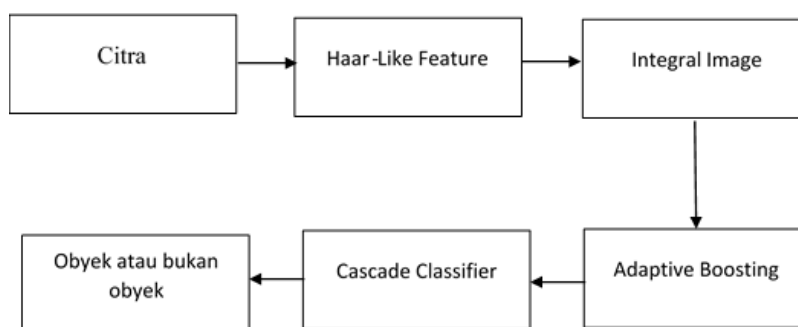 Citra
Haar-Like Feature
Integral Image
Adaptive Boosting
Cascade Classifier
Obyek atau bukan
obyek